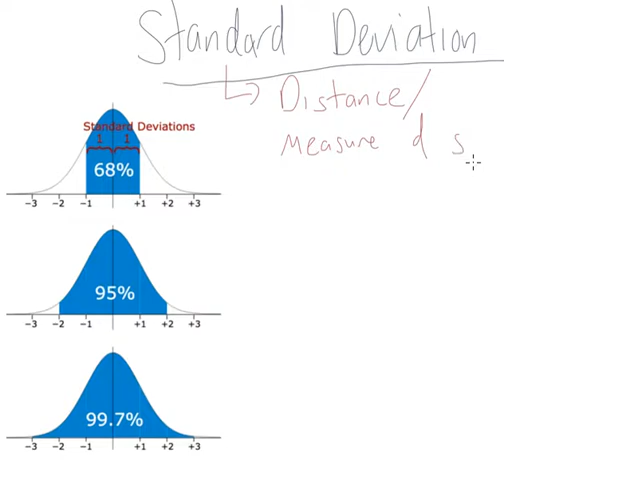 Standard Deviation
Distance/
Measure d s
Standard Deviations
1 1
68%
-3 -2 -1 +1 +2 +3
95%
-3 -2 -1 +1 +2 +3
99.7%
-3 -2 -1 +1 +2 +3